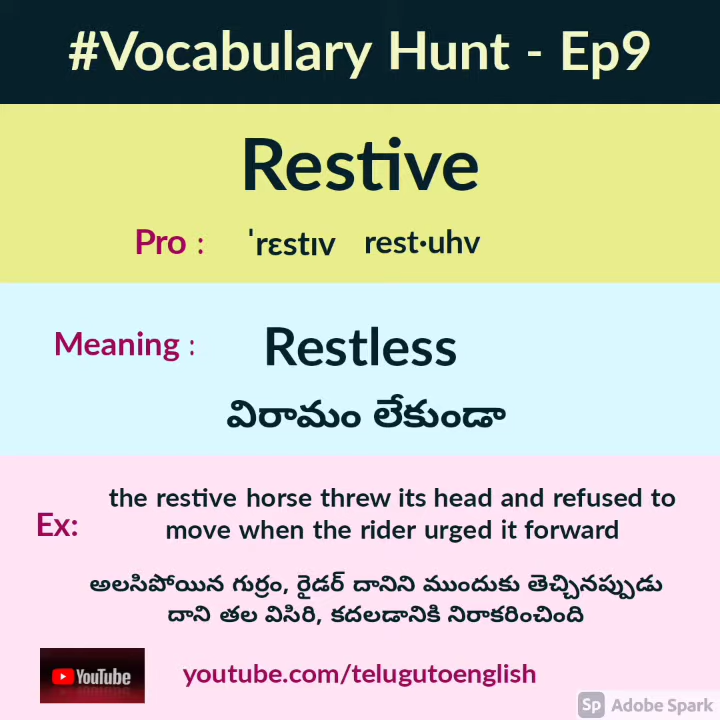 #Vocabulary Hunt - Ep9
Restive
Pro : ˈrɛstɪv rest·uhv
Meaning : Restless
విరామం లేకుండా
the restive horse threw its head and refused to
Ex: move when the rider urged it forward
అలసిపోయిన గుర్రం, రైడర్ దానిని ముందుకు తెచ్చినప్పుడు
దాని తల విసిరి, కదలడానికి నిరాకరించింది
YouTube youtube.com/telugutoenglish
Sp Adobe Spark